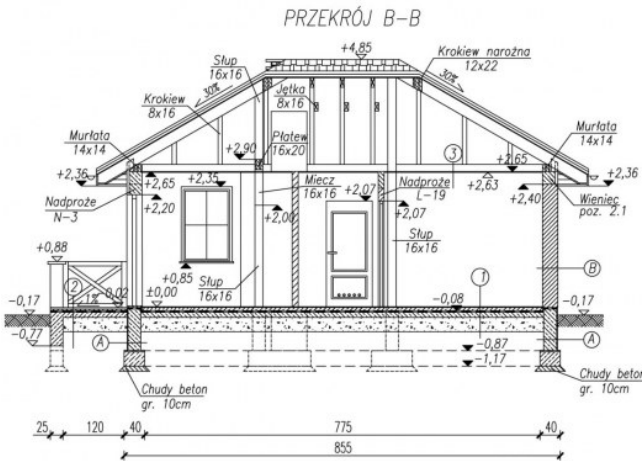 PRZEKRÓJ B-B
+4,85
Słup
16x16
Krokiew narożna
12x22
30%
30%
Jętka
8x16
Krokiew
8x16
Murłata
14x14
Murłata
14x14
+2,90
Płatew
16x20
3
+2,65
+2,36
+2,65
+2,35
Miecz
16x16
+2,07
Nadproże
L-19
+2,63
+2,40
+2,36
Nadproże
N-3
+2,20
+2,00
+2,07
Wieniec
poz. 2.1
Słup
16x16
+0,88
+0,85
Słup
16x16
B
2
1%
0,02
±0,00
-0,08
1
-0,17
-0,17
-0,77
A
A
-0,87
-1,17
Chudy beton
gr. 10cm
Chudy beton
gr. 10cm
25
120
40
775
40
855